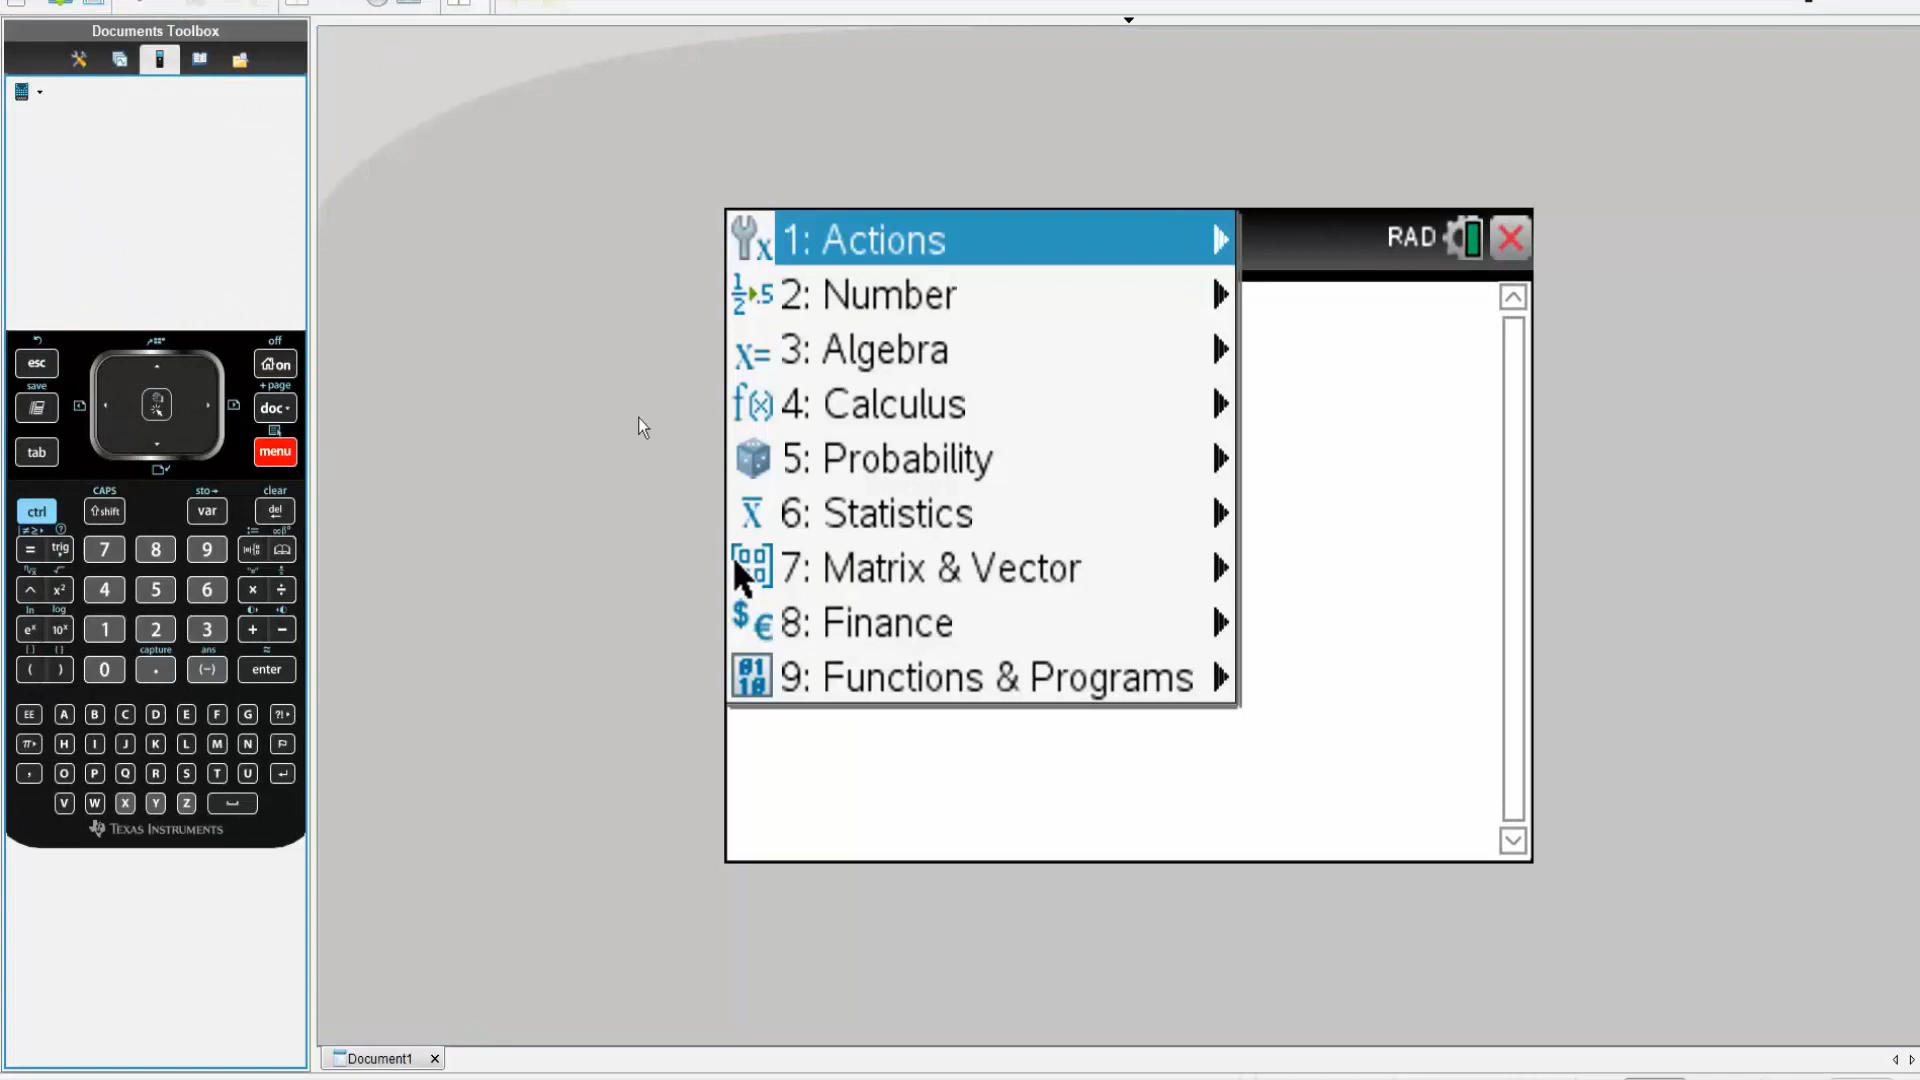 Documents Toolbox
1: Actions
RAD
2: Number
3: Algebra
4: Calculus
5: Probability
6: Statistics
7: Matrix & Vector
8: Finance
9: Functions & Programs
off
esc
on
save
+ page
doc
tab
menu
CAPS
sto→
clear
ctrl
shift
var
del
= trig 7 8 9
^ x² 4 5 6 × ÷
ln log
eˣ 10ˣ 1 2 3 + −
capture ans ≈
( ) 0 . (−) enter
EE A B C D E F G ?!
π H I J K L M N
, O P Q R S T U
V W X Y Z
TEXAS INSTRUMENTS
Document1